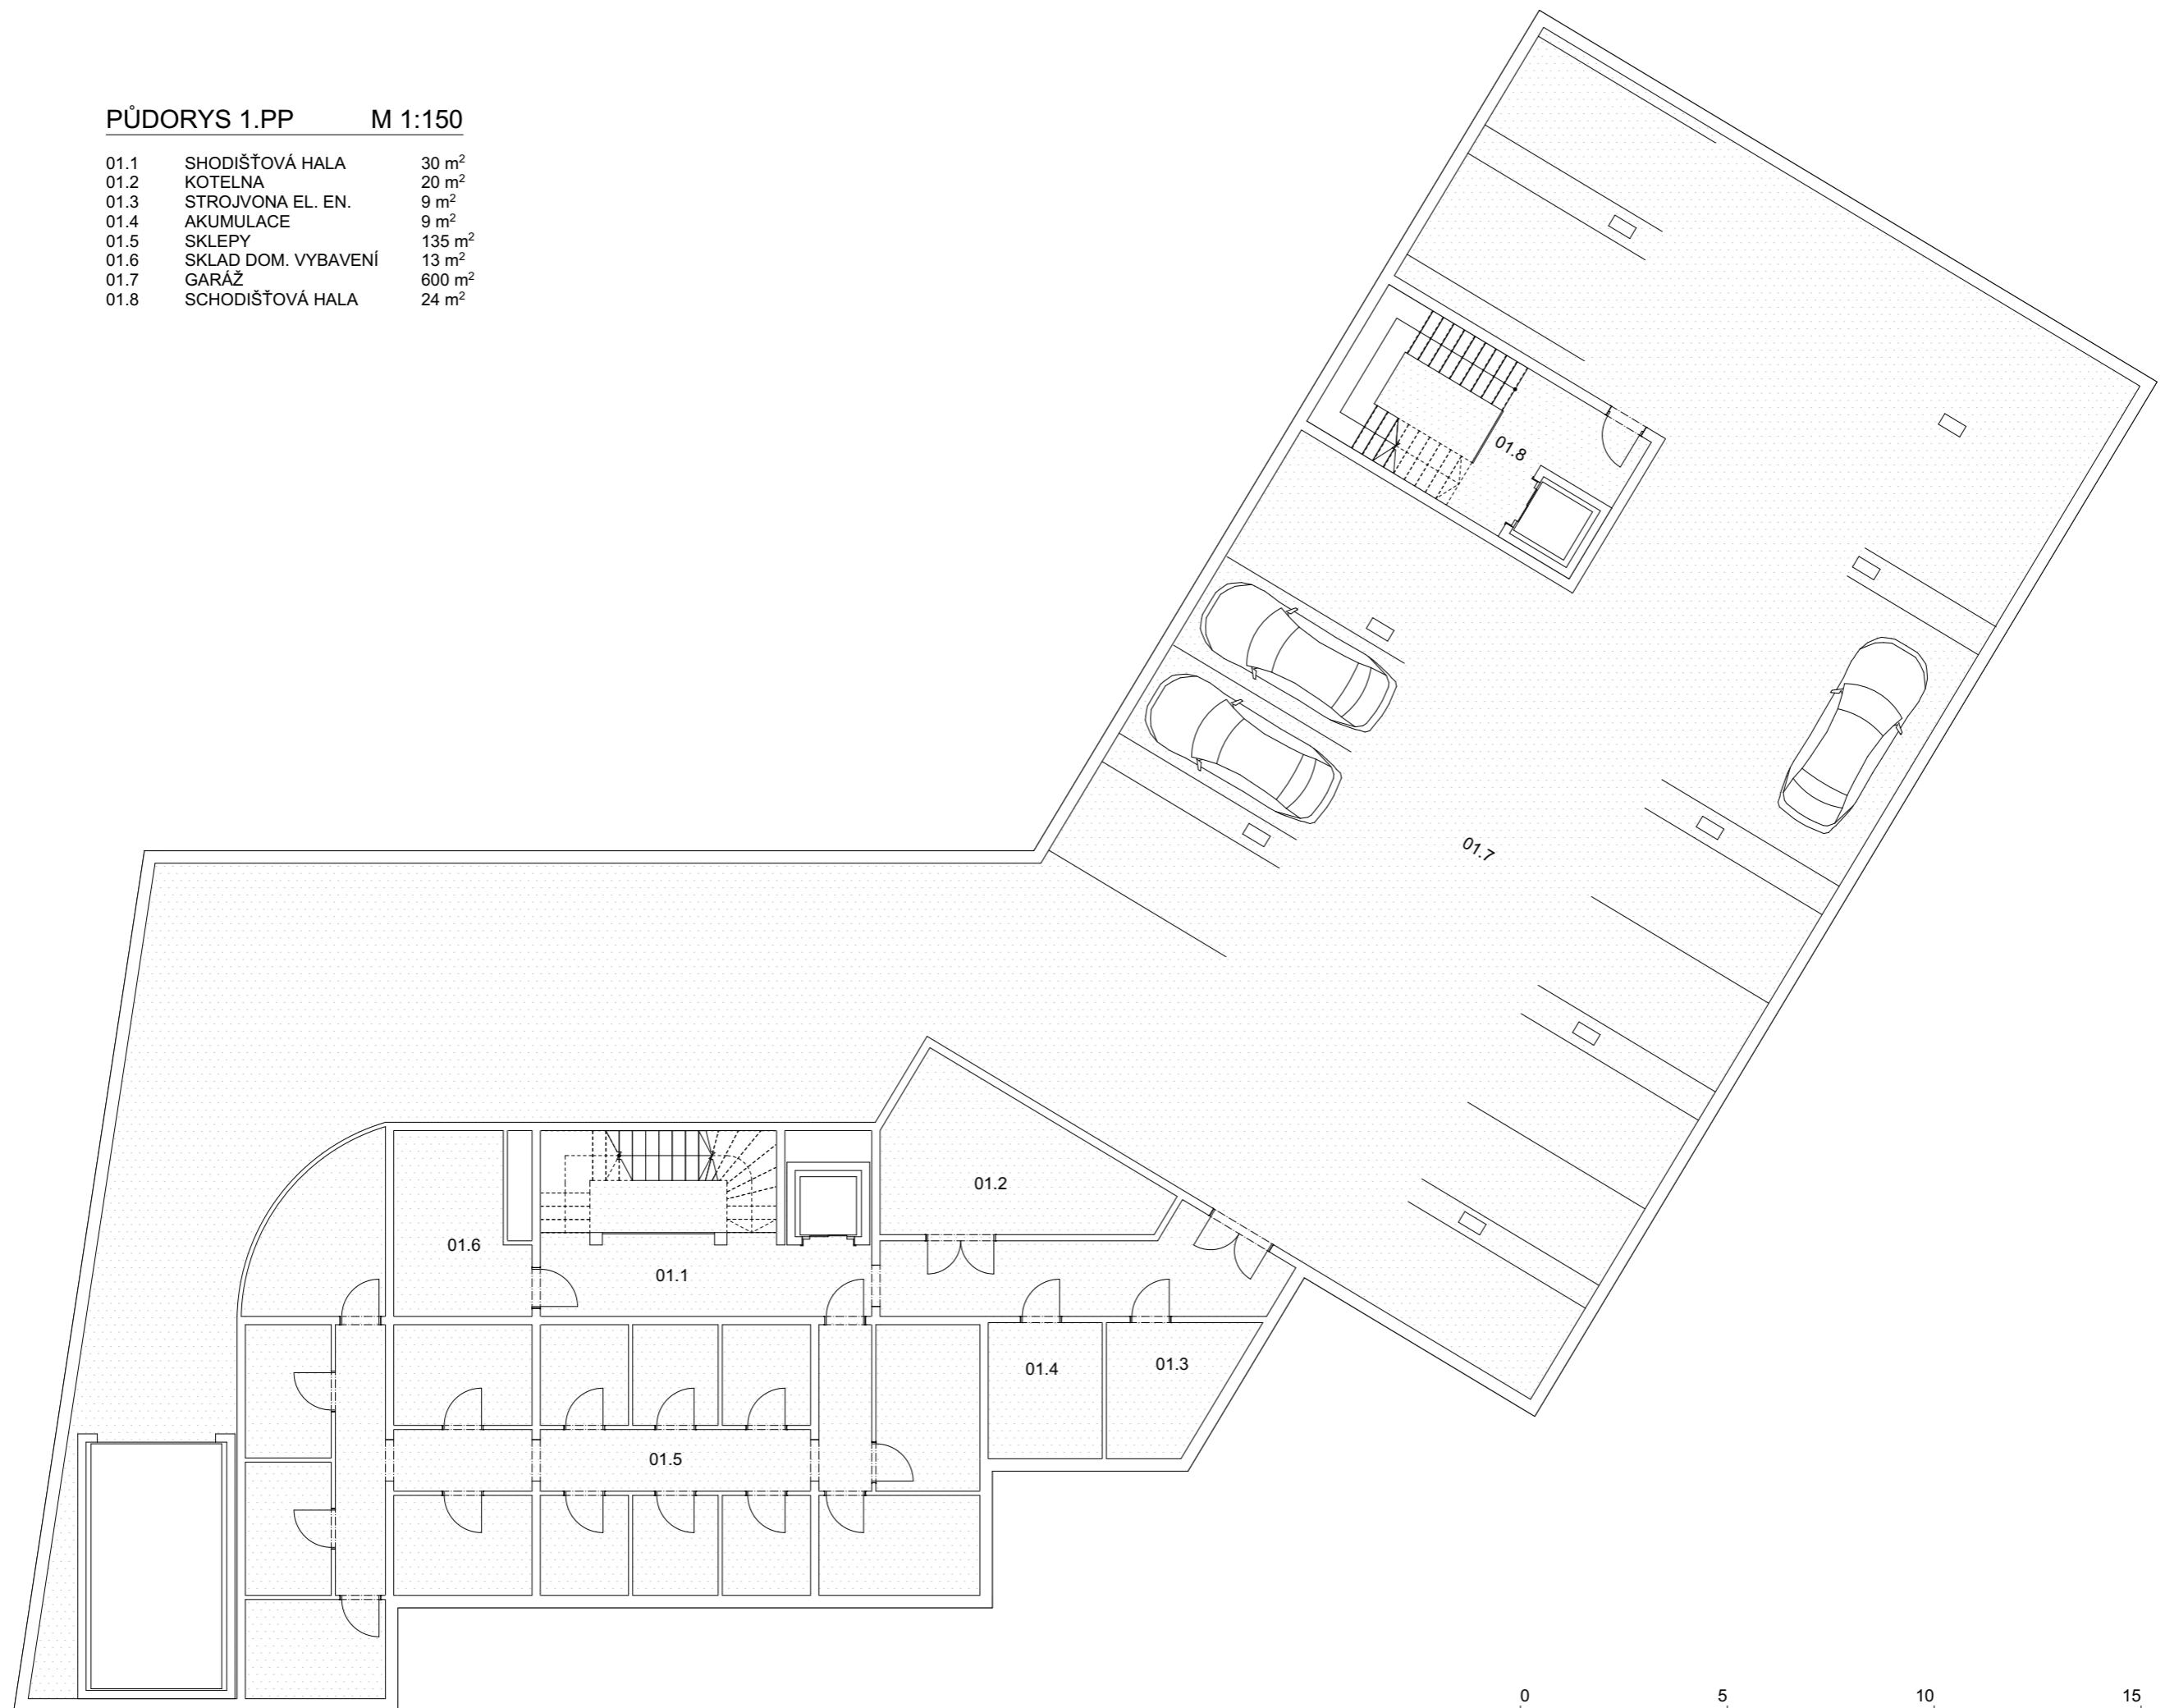 PŮDORYS 1.PP M 1:150
01.1 SHODIŠŤOVÁ HALA 30 m²
01.2 KOTELNA 20 m²
01.3 STROJVONA EL. EN. 9 m²
01.4 AKUMULACE 9 m²
01.5 SKLEPY 135 m²
01.6 SKLAD DOM. VYBAVENÍ 13 m²
01.7 GARÁŽ 600 m²
01.8 SCHODIŠŤOVÁ HALA 24 m²
01.8
01.7
01.2
01.6
01.1
01.4
01.3
01.5
0 5 10 15